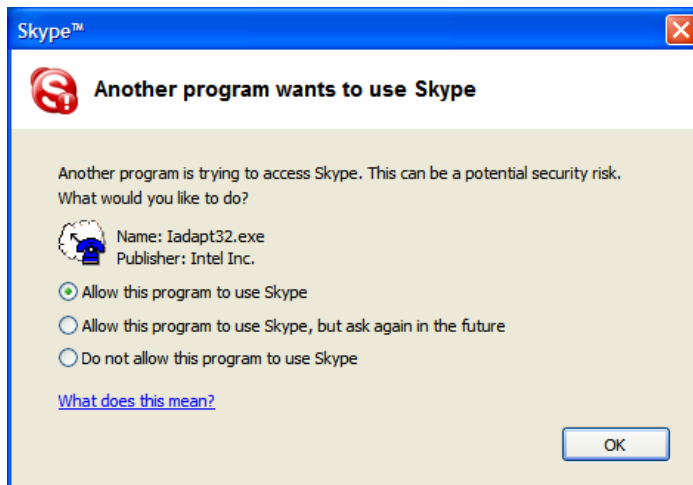 Skype™
Another program wants to use Skype
Another program is trying to access Skype. This can be a potential security risk.
What would you like to do?
Name: Iadapt32.exe
Publisher: Intel Inc.
Allow this program to use Skype
Allow this program to use Skype, but ask again in the future
Do not allow this program to use Skype
What does this mean?
OK